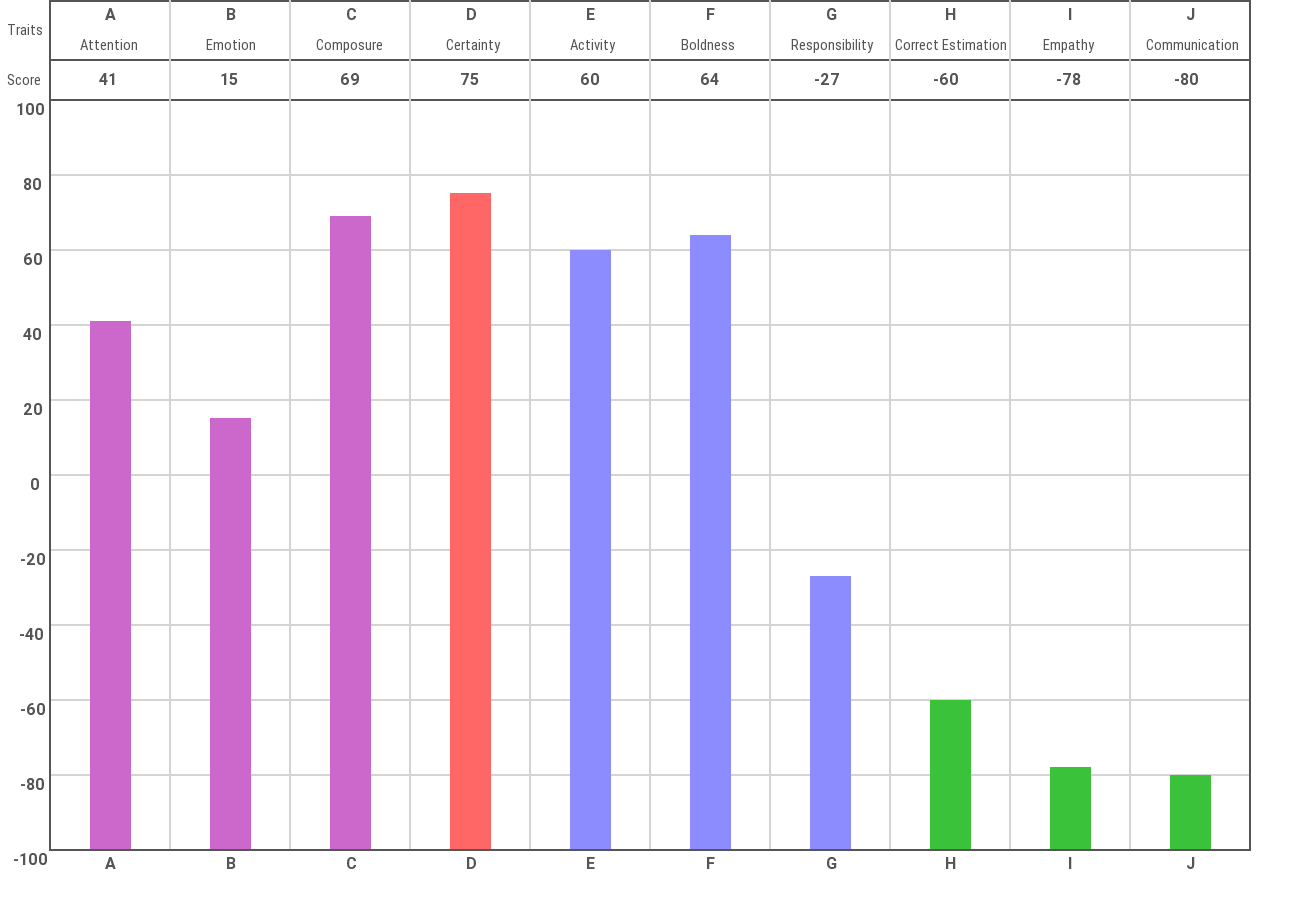 A B C D E F G H I J
Traits
Attention Emotion Composure Certainty Activity Boldness Responsibility Correct Estimation Empathy Communication
Score 41 15 69 75 60 64 -27 -60 -78 -80
100
80
60
40
20
0
-20
-40
-60
-80
-100
A B C D E F G H I J